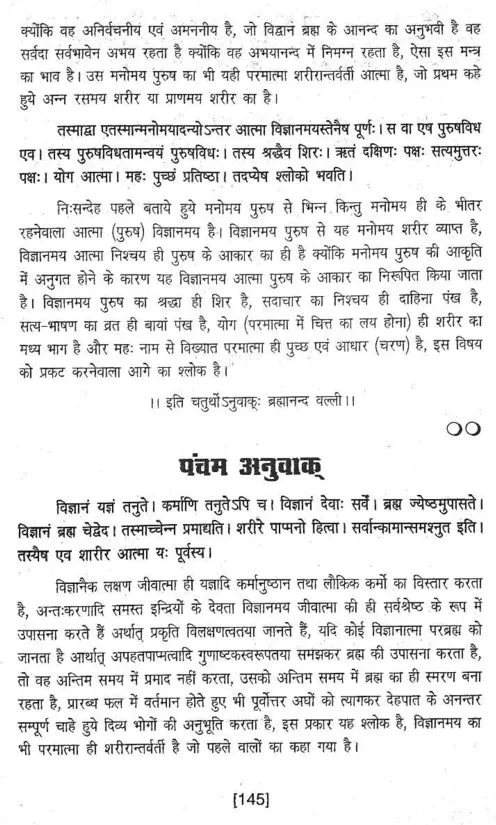 क्योंकि वह अनिर्वचनीय एवं अमननीय है, जो विद्वान ब्रह्म के आनन्द का अनुभवी है वह
सर्वदा सर्वभावेन अभय रहता है क्योंकि वह अभयानन्द में निमग्न रहता है, ऐसा इस मन्त्र
का भाव है। उस मनोमय पुरुष का भी यही परमात्मा शरीरान्तर्वर्ती आत्मा है, जो प्रथम कहे
हुये अन्न रसमय शरीर या प्राणमय शरीर का है।
तस्माद्वा एतस्मान्मनोमयादन्योऽन्तर आत्मा विज्ञानमयस्तेनैष पूर्णः। स वा एष पुरुषविध
एव। तस्य पुरुषविधतामन्वयं पुरुषविधः। तस्य श्रद्धैव शिरः। ऋतं दक्षिणः पक्षः सत्यमुत्तरः
पक्षः। योग आत्मा। महः पुच्छं प्रतिष्ठा। तदप्येष श्लोको भवति।
निःसन्देह पहले बताये हुये मनोमय पुरुष से भिन्न किन्तु मनोमय ही के भीतर
रहनेवाला आत्मा (पुरुष) विज्ञानमय है। विज्ञानमय पुरुष से यह मनोमय शरीर व्याप्त है,
विज्ञानमय आत्मा निश्चय ही पुरुष के आकार का ही है क्योंकि मनोमय पुरुष की आकृति
में अनुगत होने के कारण यह विज्ञानमय आत्मा पुरुष के आकार का निरूपित किया जाता
है। विज्ञानमय पुरुष का श्रद्धा ही शिर है, सदाचार का निश्चय ही दाहिना पंख है,
सत्य-भाषण का व्रत ही बायां पंख है, योग (परमात्मा में चित्त का लय होना) ही शरीर का
मध्य भाग है और महः नाम से विख्यात परमात्मा ही पुच्छ एवं आधार (चरण) है, इस विषय
को प्रकट करनेवाला आगे का श्लोक है।
।। इति चतुर्थोऽनुवाक्ः ब्रह्मानन्द वल्ली।।
पंचम अनुवाक्
विज्ञानं यज्ञं तनुते। कर्माणि तनुतेऽपि च। विज्ञानं देवाः सर्वे। ब्रह्म ज्येष्ठमुपासते।
विज्ञानं ब्रह्म चेद्वेद। तस्माच्चेन्न प्रमाद्यति। शरीरे पाप्मनो हित्वा। सर्वान्कामान्समश्नुत इति।
तस्यैष एव शारीर आत्मा यः पूर्वस्य।
विज्ञानैक लक्षण जीवात्मा ही यज्ञादि कर्मानुष्ठान तथा लौकिक कर्मो का विस्तार करता
है, अन्तःकरणादि समस्त इन्द्रियों के देवता विज्ञानमय जीवात्मा की ही सर्वश्रेष्ठ के रूप में
उपासना करते हैं अर्थात् प्रकृति विलक्षणत्वतया जानते हैं, यदि कोई विज्ञानात्मा परब्रह्म को
जानता है आर्थात् अपहतपाप्मत्वादि गुणाष्टकस्वरूपतया समझकर ब्रह्म की उपासना करता है,
तो वह अन्तिम समय में प्रमाद नहीं करता, उसको अन्तिम समय में ब्रह्म का ही स्मरण बना
रहता है, प्रारब्ध फल में वर्तमान होते हुए भी पूर्वोत्तर अघों को त्यागकर देहपात के अनन्तर
सम्पूर्ण चाहे हुये दिव्य भोगों की अनुभूति करता है, इस प्रकार यह श्लोक है, विज्ञानमय का
भी परमात्मा ही शरीरान्तर्वर्ती है जो पहले वालों का कहा गया है।
[145]